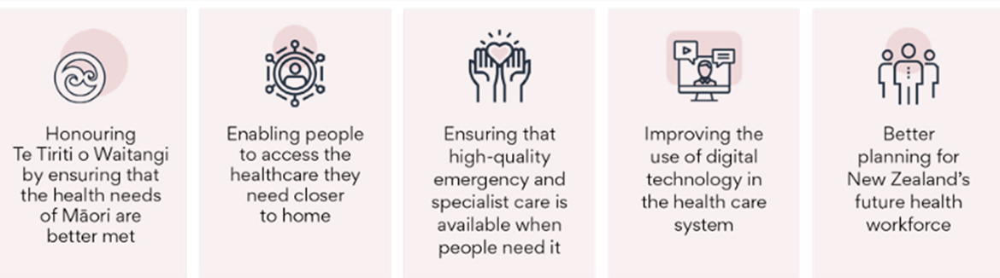 Honouring
Te Tiriti o Waitangi
by ensuring that
the health needs
of Māori are
better met
Enabling people
to access the
healthcare they
need closer
to home
Ensuring that
high-quality
emergency and
specialist care is
available when
people need it
Improving the
use of digital
technology in
the health care
system
Better
planning for
New Zealand's
future health
workforce